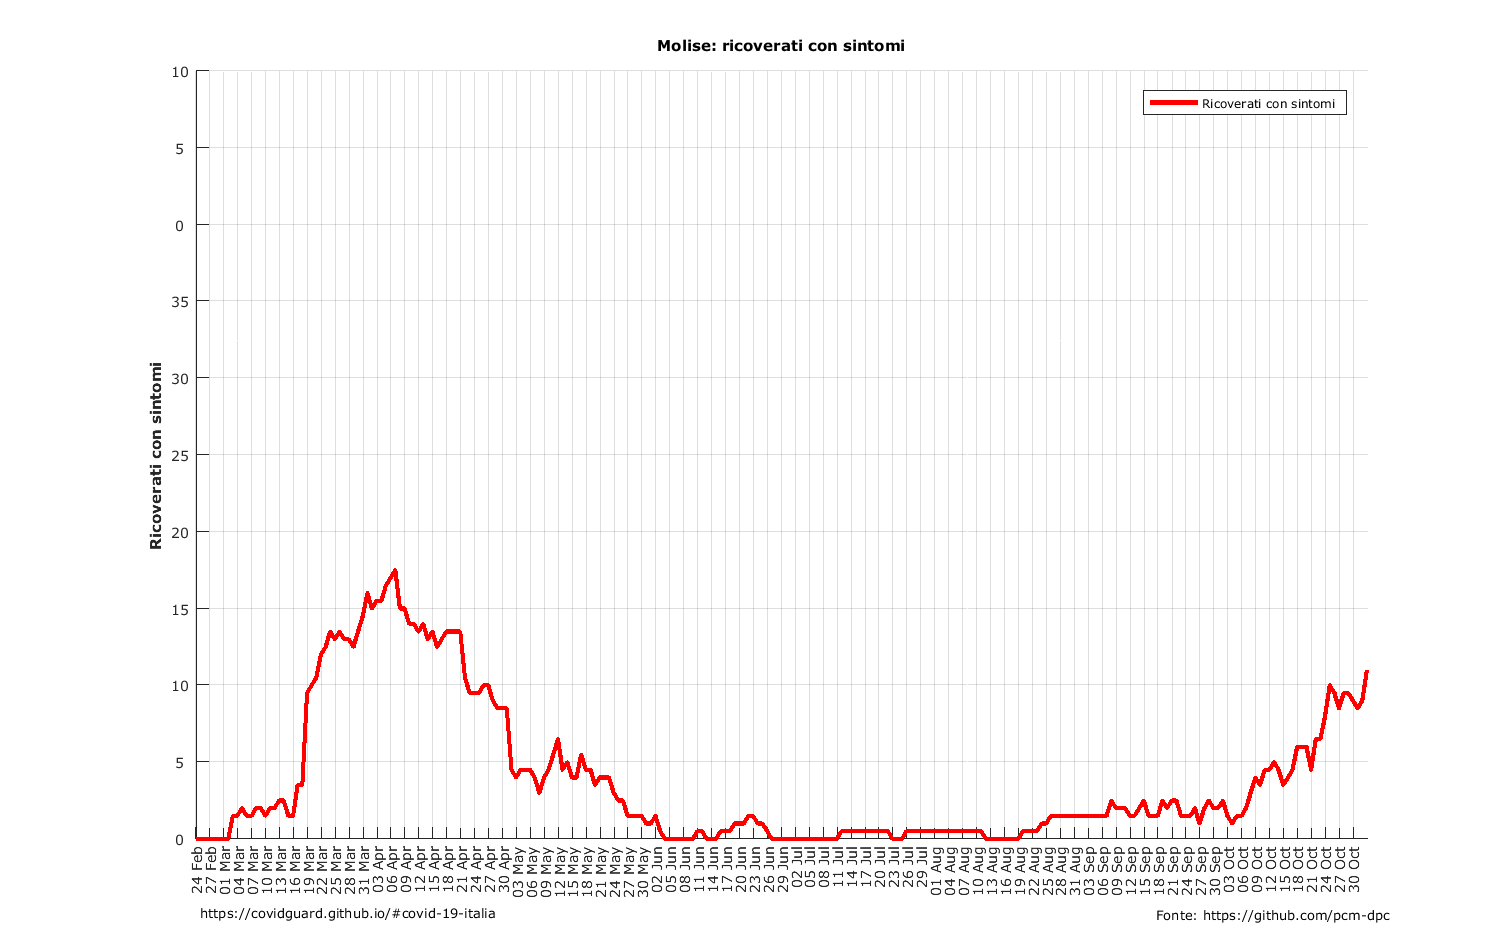 Molise: ricoverati con sintomi
Ricoverati con sintomi
10
5
0
35
30
25
20
15
10
5
0
Ricoverati con sintomi
24 Feb
27 Feb
01 Mar
04 Mar
07 Mar
10 Mar
13 Mar
16 Mar
19 Mar
22 Mar
25 Mar
28 Mar
31 Mar
03 Apr
06 Apr
09 Apr
12 Apr
15 Apr
18 Apr
21 Apr
24 Apr
27 Apr
30 Apr
03 May
06 May
09 May
12 May
15 May
18 May
21 May
24 May
27 May
30 May
02 Jun
05 Jun
08 Jun
11 Jun
14 Jun
17 Jun
20 Jun
23 Jun
26 Jun
29 Jun
02 Jul
05 Jul
08 Jul
11 Jul
14 Jul
17 Jul
20 Jul
23 Jul
26 Jul
29 Jul
01 Aug
04 Aug
07 Aug
10 Aug
13 Aug
16 Aug
19 Aug
22 Aug
25 Aug
28 Aug
31 Aug
03 Sep
06 Sep
09 Sep
12 Sep
15 Sep
18 Sep
21 Sep
24 Sep
27 Sep
30 Sep
03 Oct
06 Oct
09 Oct
12 Oct
15 Oct
18 Oct
21 Oct
24 Oct
27 Oct
30 Oct
https://covidguard.github.io/#covid-19-italia
Fonte: https://github.com/pcm-dpc